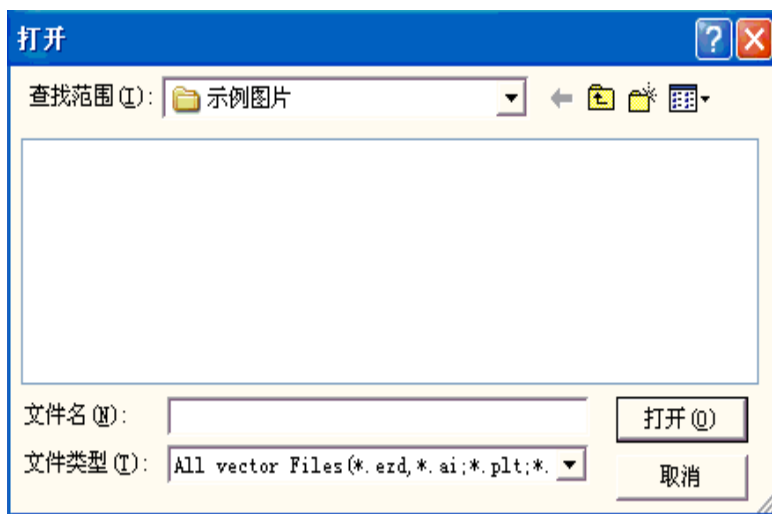 打开
查找范围(I): 示例图片
文件名(N):
打开(O)
文件类型(T): All vector Files(*.ezd,*.ai;*.plt;*.
取消